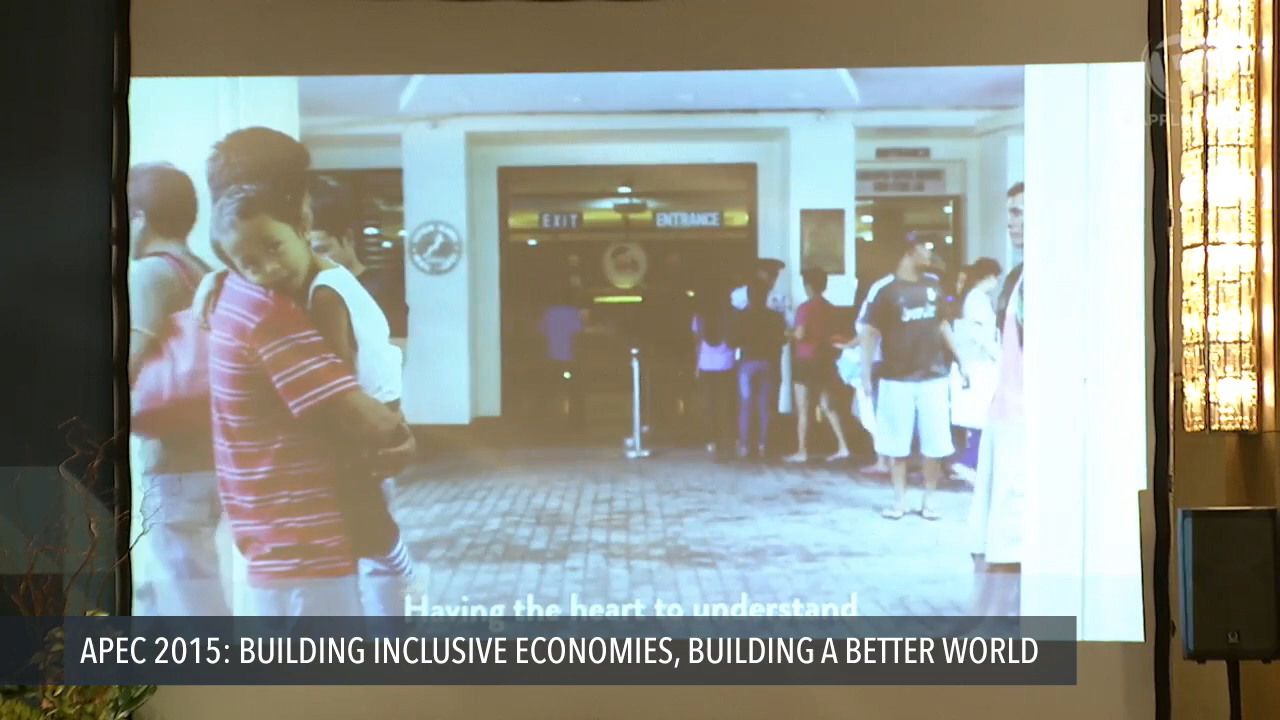 EXIT
ENTRANCE
Having the heart to understand
APEC 2015: BUILDING INCLUSIVE ECONOMIES, BUILDING A BETTER WORLD